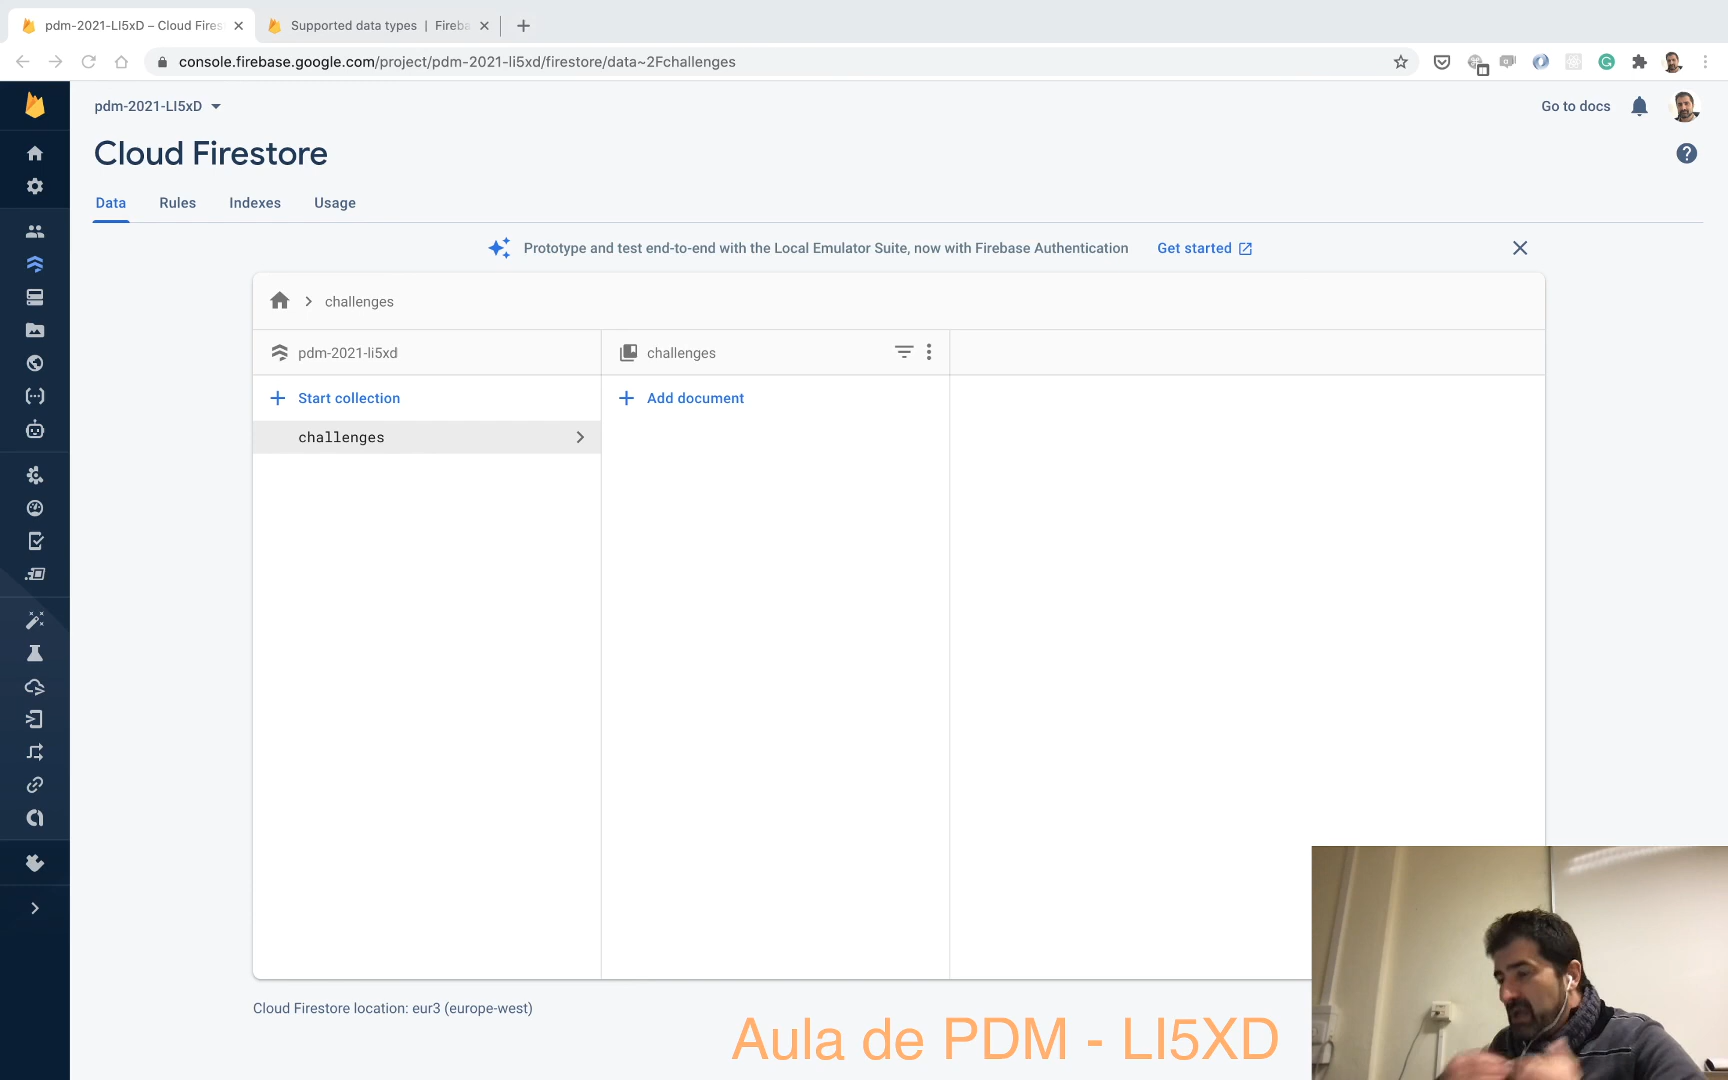 pdm-2021-LI5xD – Cloud Fires
Supported data types | Fireba
console.firebase.google.com/project/pdm-2021-li5xd/firestore/data~2Fchallenges
pdm-2021-LI5xD
Go to docs
Cloud Firestore
Data Rules Indexes Usage
Prototype and test end-to-end with the Local Emulator Suite, now with Firebase Authentication Get started
challenges
pdm-2021-li5xd
challenges
Start collection
Add document
challenges
Cloud Firestore location: eur3 (europe-west)
Aula de PDM - LI5XD